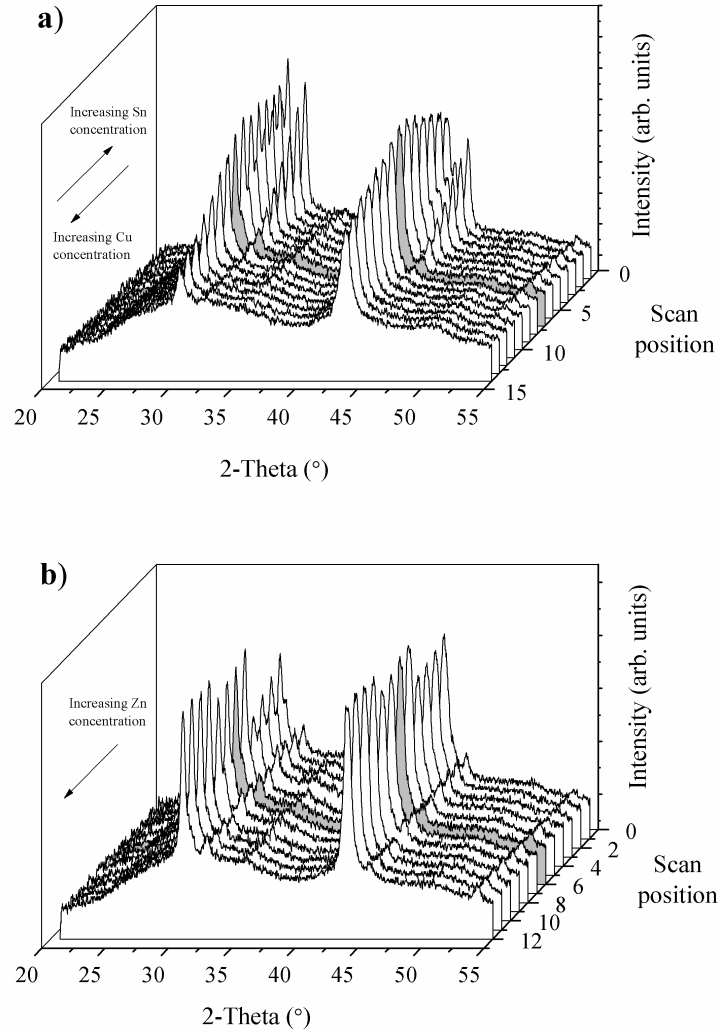 a)
Increasing Sn
concentration
Increasing Cu
concentration
Intensity (arb. units)
0
5
10
15
Scan
position
20 25 30 35 40 45 50 55
2-Theta (°)
b)
Increasing Zn
concentration
Intensity (arb. units)
0
2
4
6
8
10
12
Scan
position
20 25 30 35 40 45 50 55
2-Theta (°)